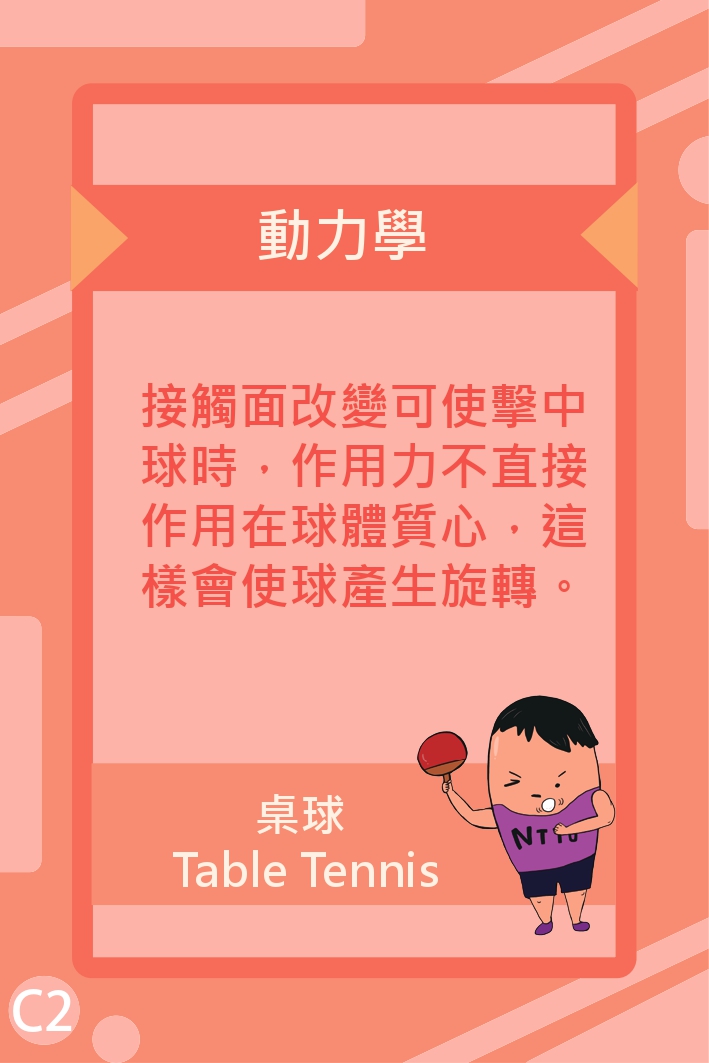 動力學
接觸面改變可使擊中
球時，作用力不直接
作用在球體質心，這
樣會使球產生旋轉。
桌球
Table Tennis
C2